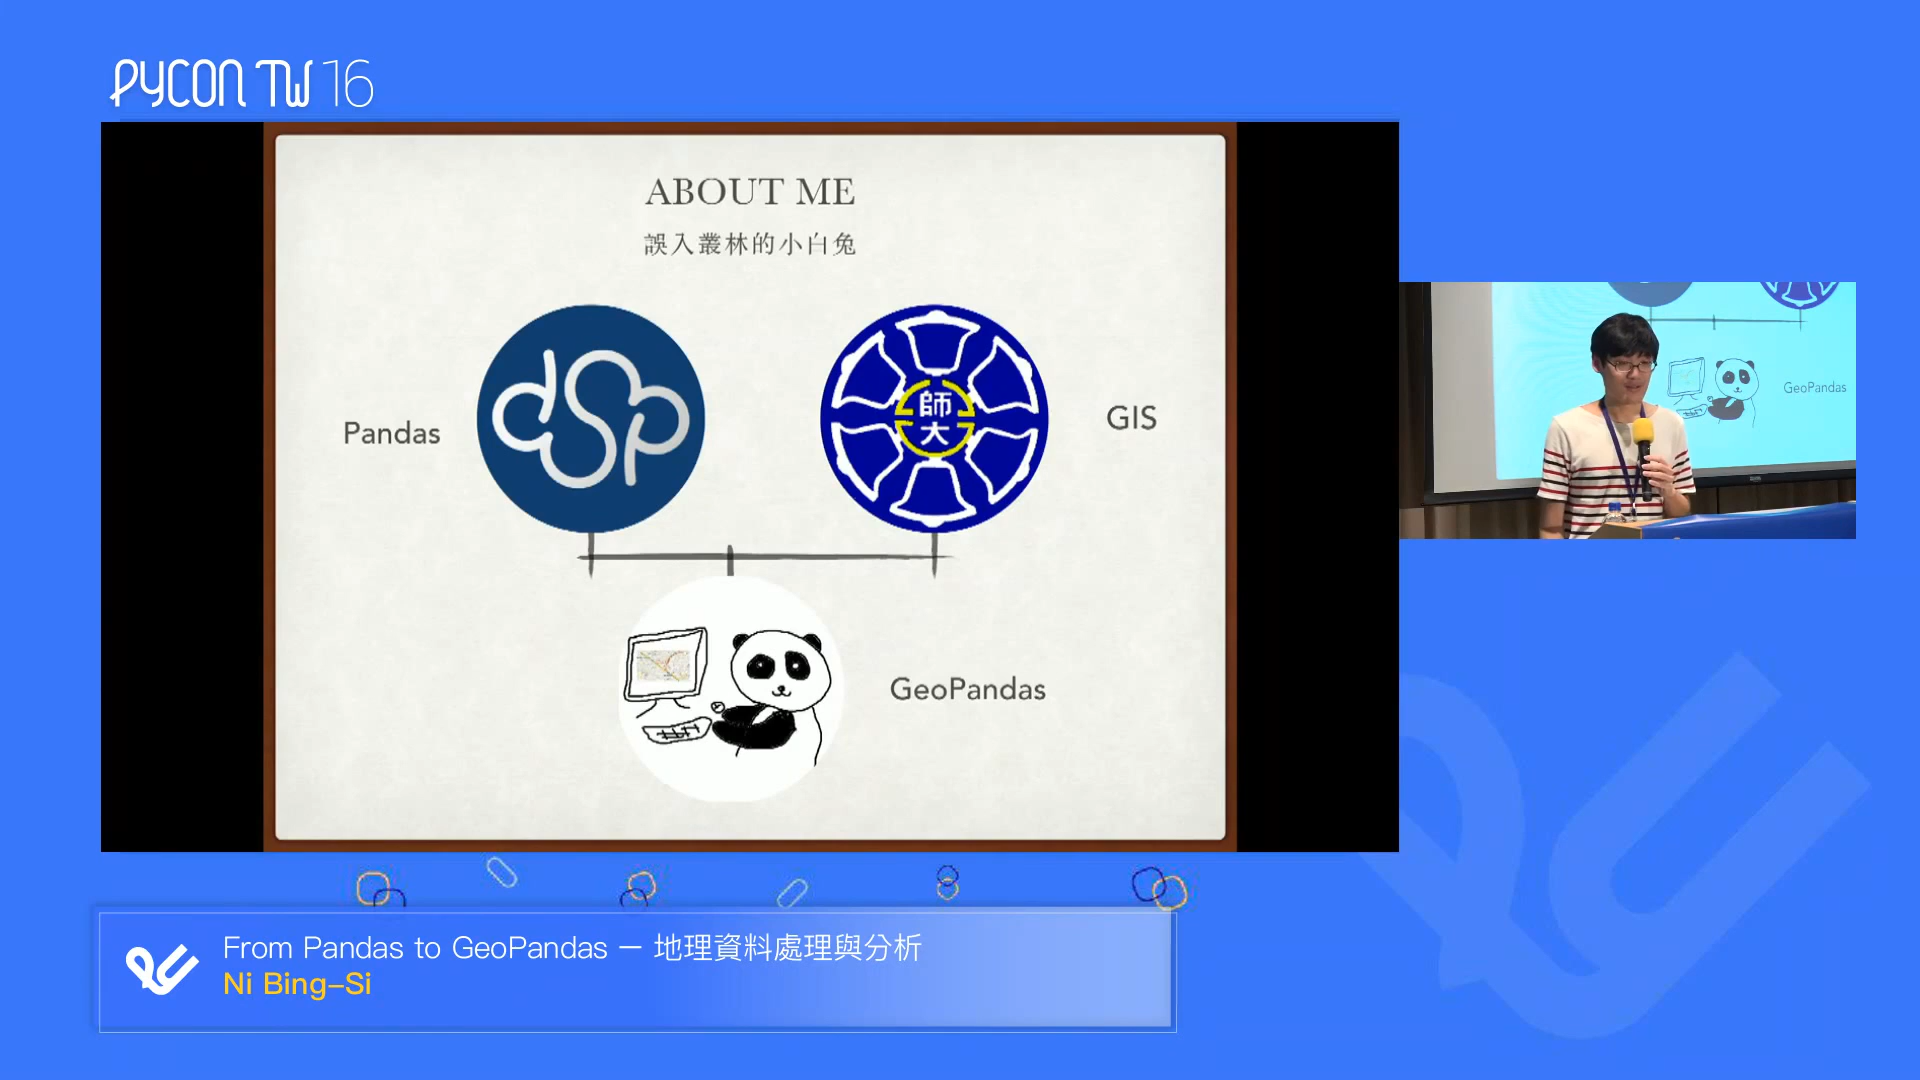 PYCON TW 16
ABOUT ME
誤入叢林的小白兔
Pandas
dsp
師大
GIS
GeoPandas
GeoPandas
From Pandas to GeoPandas — 地理資料處理與分析
Ni Bing-Si